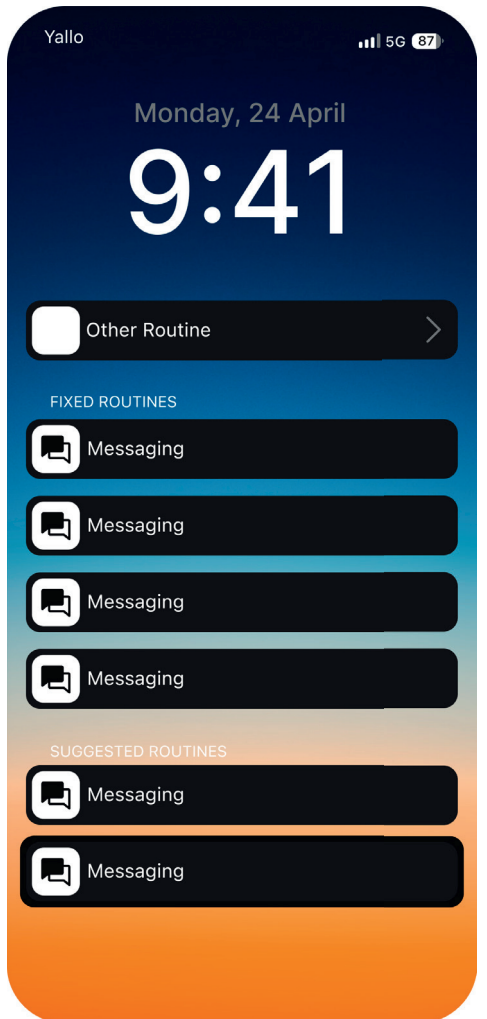 Yallo
5G 87
Monday, 24 April
9:41
Other Routine
FIXED ROUTINES
Messaging
Messaging
Messaging
Messaging
SUGGESTED ROUTINES
Messaging
Messaging